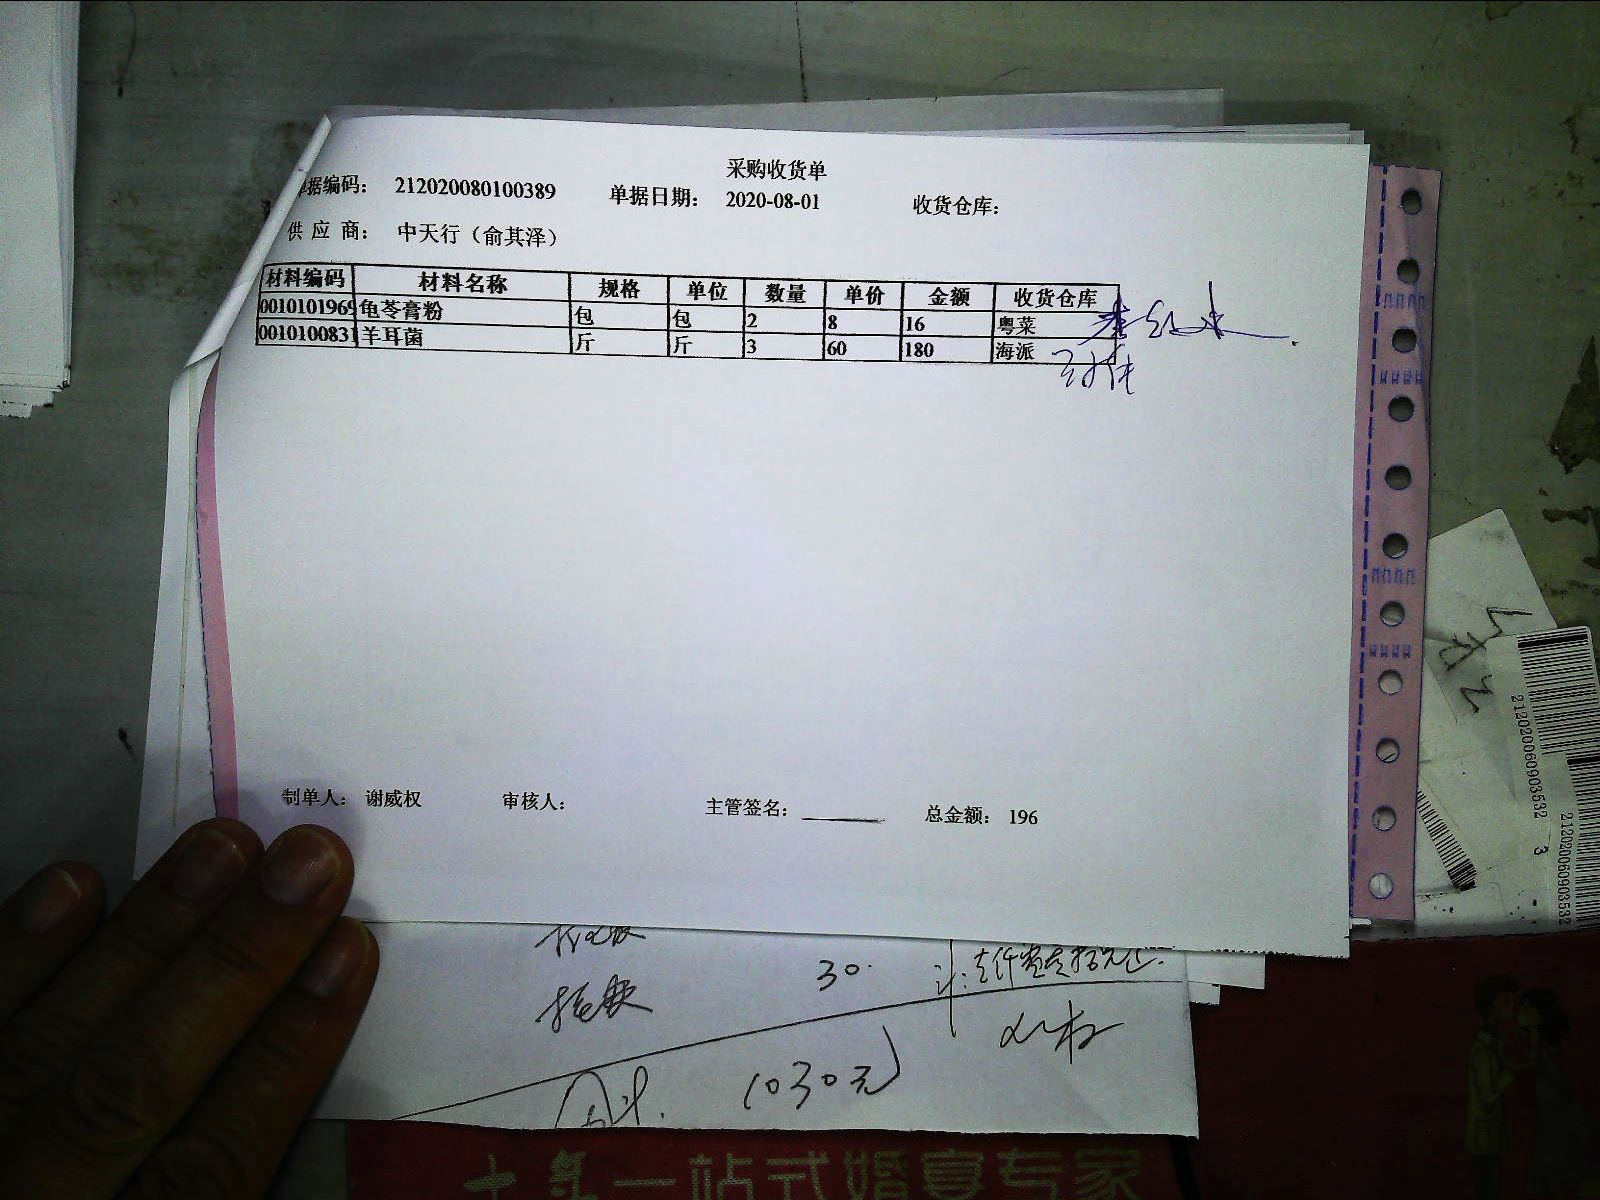 采购收货单
单据编码： 212020080100389 单据日期： 2020-08-01 收货仓库：
供 应 商： 中天行（俞其泽）
材料编码 材料名称 规格 单位 数量 单价 金额 收货仓库
0010101969 龟苓膏粉 包 包 2 8 16 粤菜
0010100831 羊耳菌 斤 斤 3 60 180 海派
制单人： 谢威权 审核人： 主管签名： 总金额： 196
30
合计. 1030元
212020060903532 3
212020060903532
一站式婚宴专家